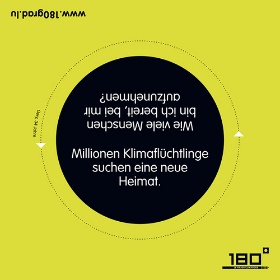 www.180grad.lu
Wie viele Menschen
bin ich bereit, bei mir
aufzunehmen?
Millionen Klimaflüchtlinge
suchen eine neue
Heimat.
180°